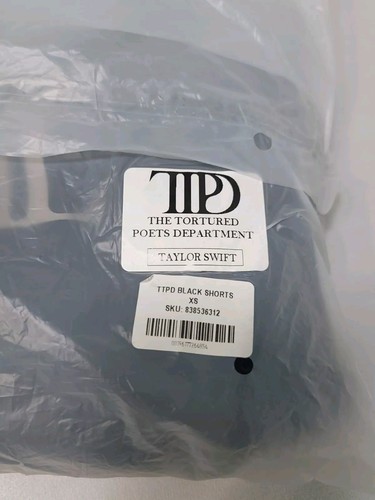 TTPD
THE TORTURED
POETS DEPARTMENT
TAYLOR SWIFT
TTPD BLACK SHORTS
XS
SKU: 838536312